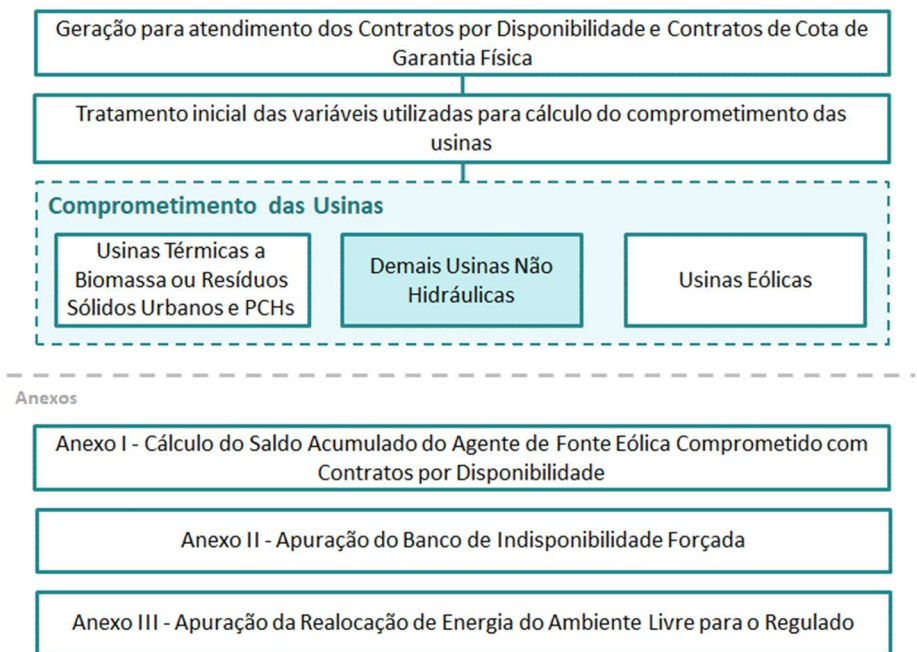 Geração para atendimento dos Contratos por Disponibilidade e Contratos de Cota de
Garantia Física
Tratamento inicial das variáveis utilizadas para cálculo do comprometimento das
usinas
Comprometimento das Usinas
Usinas Térmicas a
Biomassa ou Resíduos
Sólidos Urbanos e PCHs
Demais Usinas Não
Hidráulicas
Usinas Eólicas
Anexos
Anexo I - Cálculo do Saldo Acumulado do Agente de Fonte Eólica Comprometido com
Contratos por Disponibilidade
Anexo II - Apuração do Banco de Indisponibilidade Forçada
Anexo III - Apuração da Realocação de Energia do Ambiente Livre para o Regulado